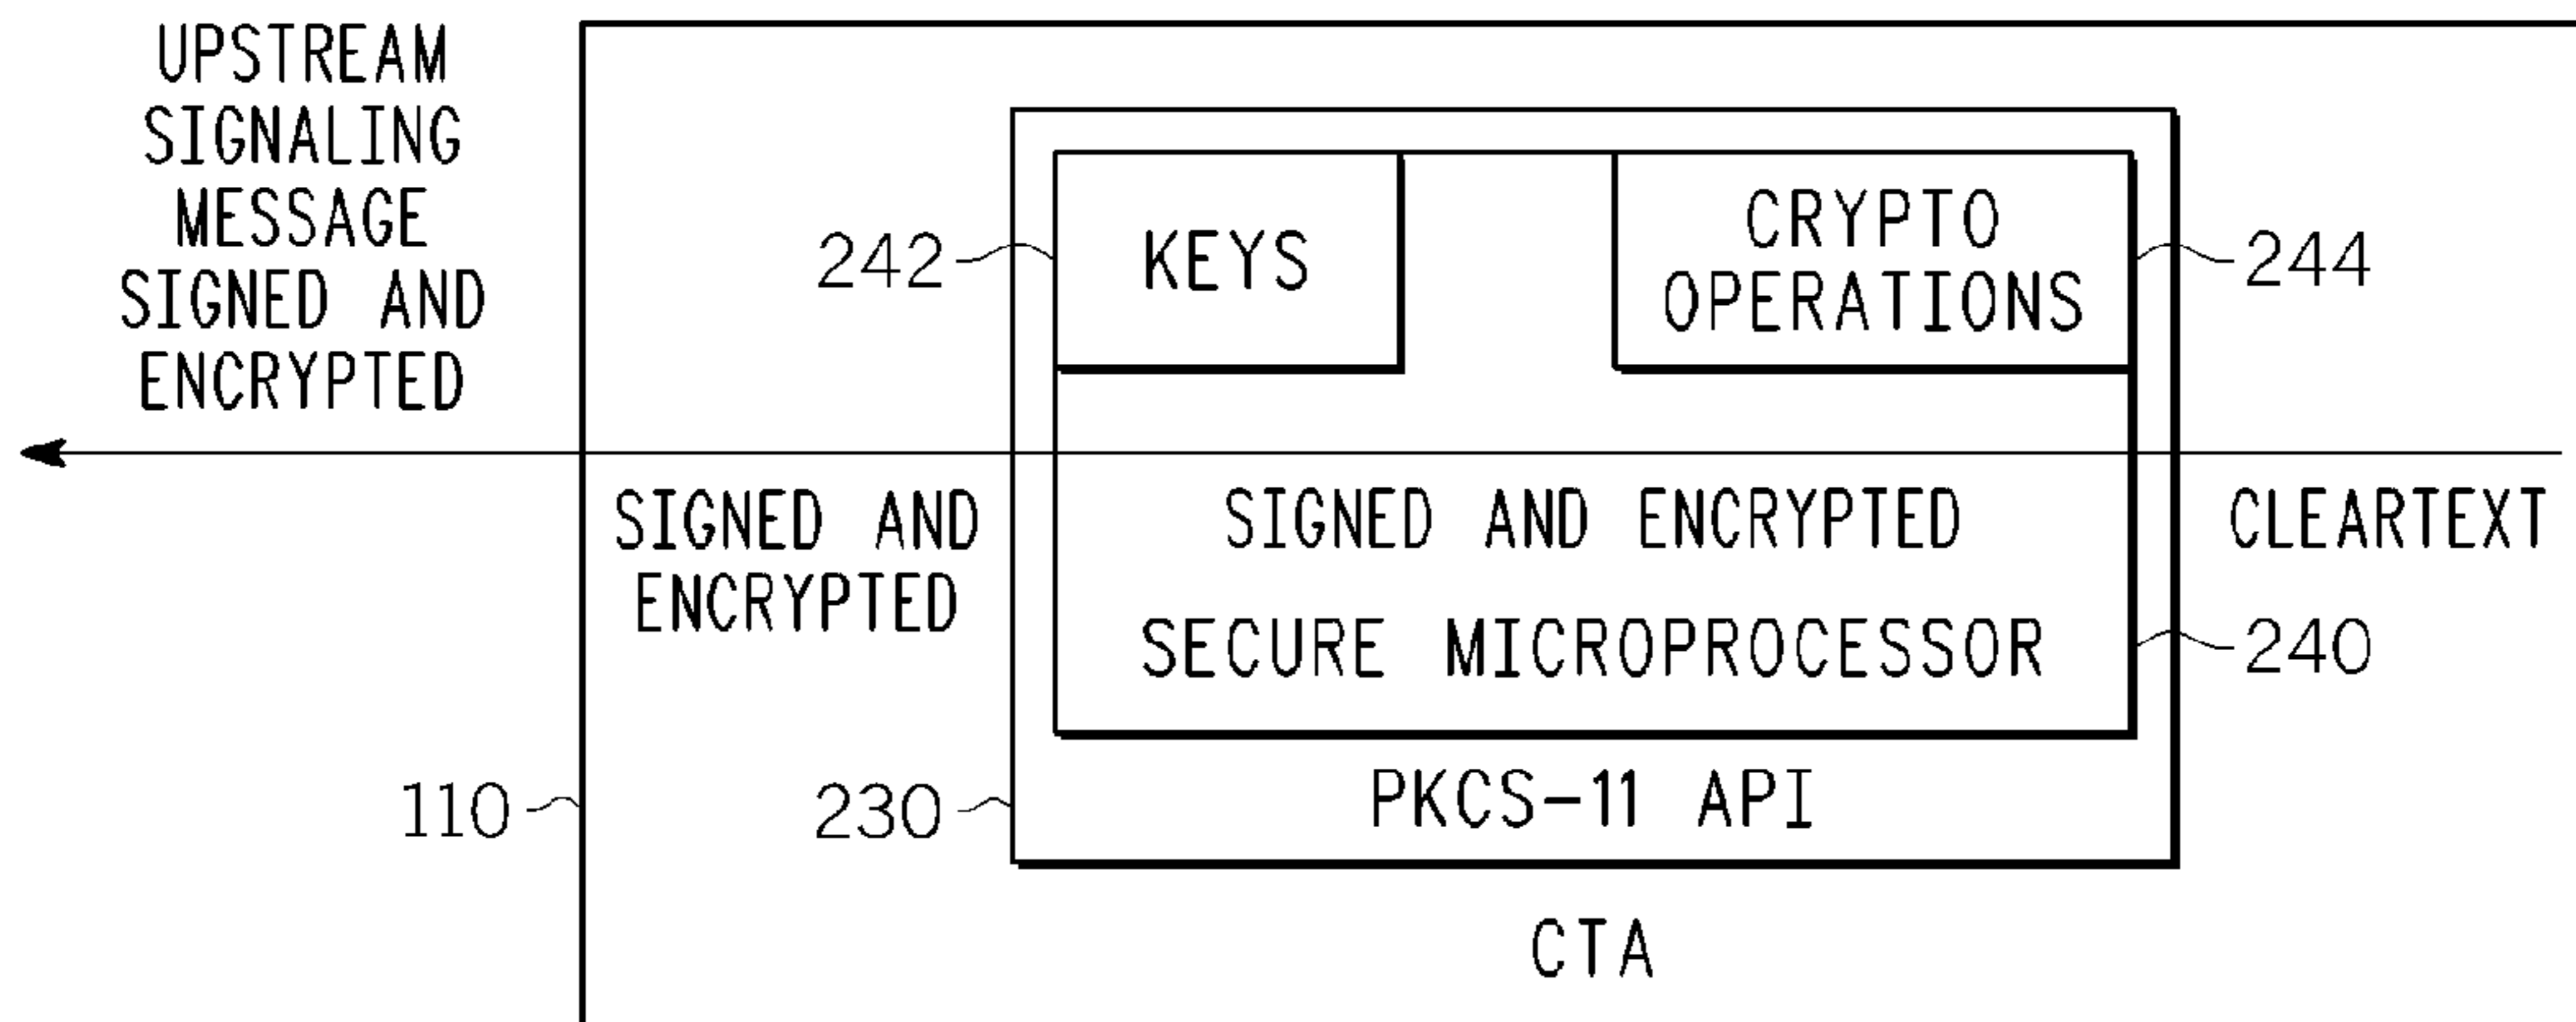 UPSTREAM
SIGNALING
MESSAGE
SIGNED AND
ENCRYPTED
242
KEYS
CRYPTO
OPERATIONS
244
SIGNED AND
ENCRYPTED
SIGNED AND ENCRYPTED
CLEARTEXT
SECURE MICROPROCESSOR
240
110
230
PKCS-11 API
CTA